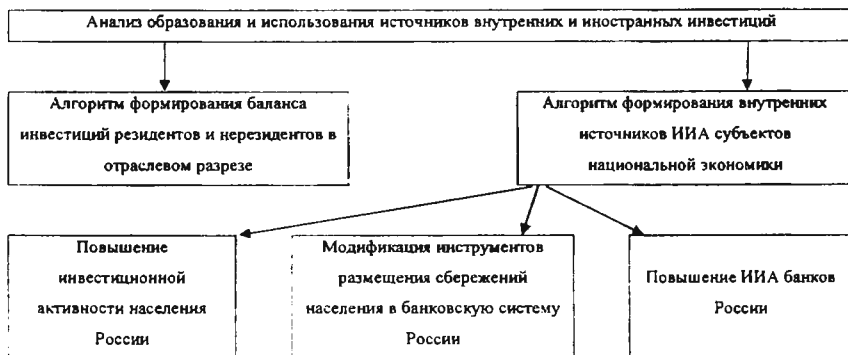 Анализ образования и использования источников внутренних и иностранных инвестиций
Алгоритм формирования баланса
инвестиций резидентов и нерезидентов в
отраслевом разрезе
Алгоритм формирования внутренних
источников ИИА субъектов
национальной экономики
Повышение
инвестиционной
активности населения
России
Модификация инструментов
размещения сбережений
населения в банковскую систему
России
Повышение ИИА банков
России